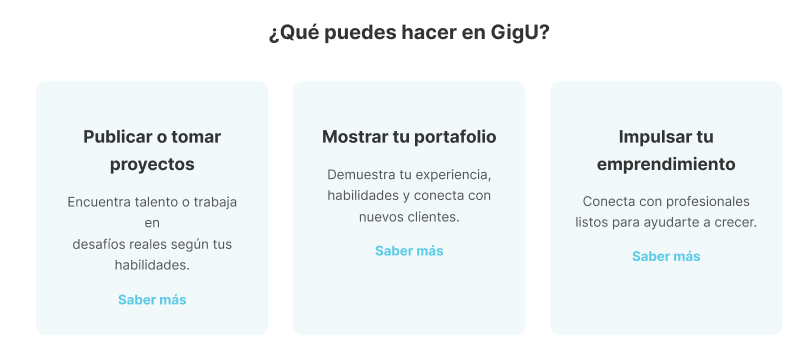 ¿Qué puedes hacer en GigU?
Publicar o tomar
proyectos
Encuentra talento o trabaja
en
desafíos reales según tus
habilidades.
Saber más
Mostrar tu portafolio
Demuestra tu experiencia,
habilidades y conecta con
nuevos clientes.
Saber más
Impulsar tu
emprendimiento
Conecta con profesionales
listos para ayudarte a crecer.
Saber más